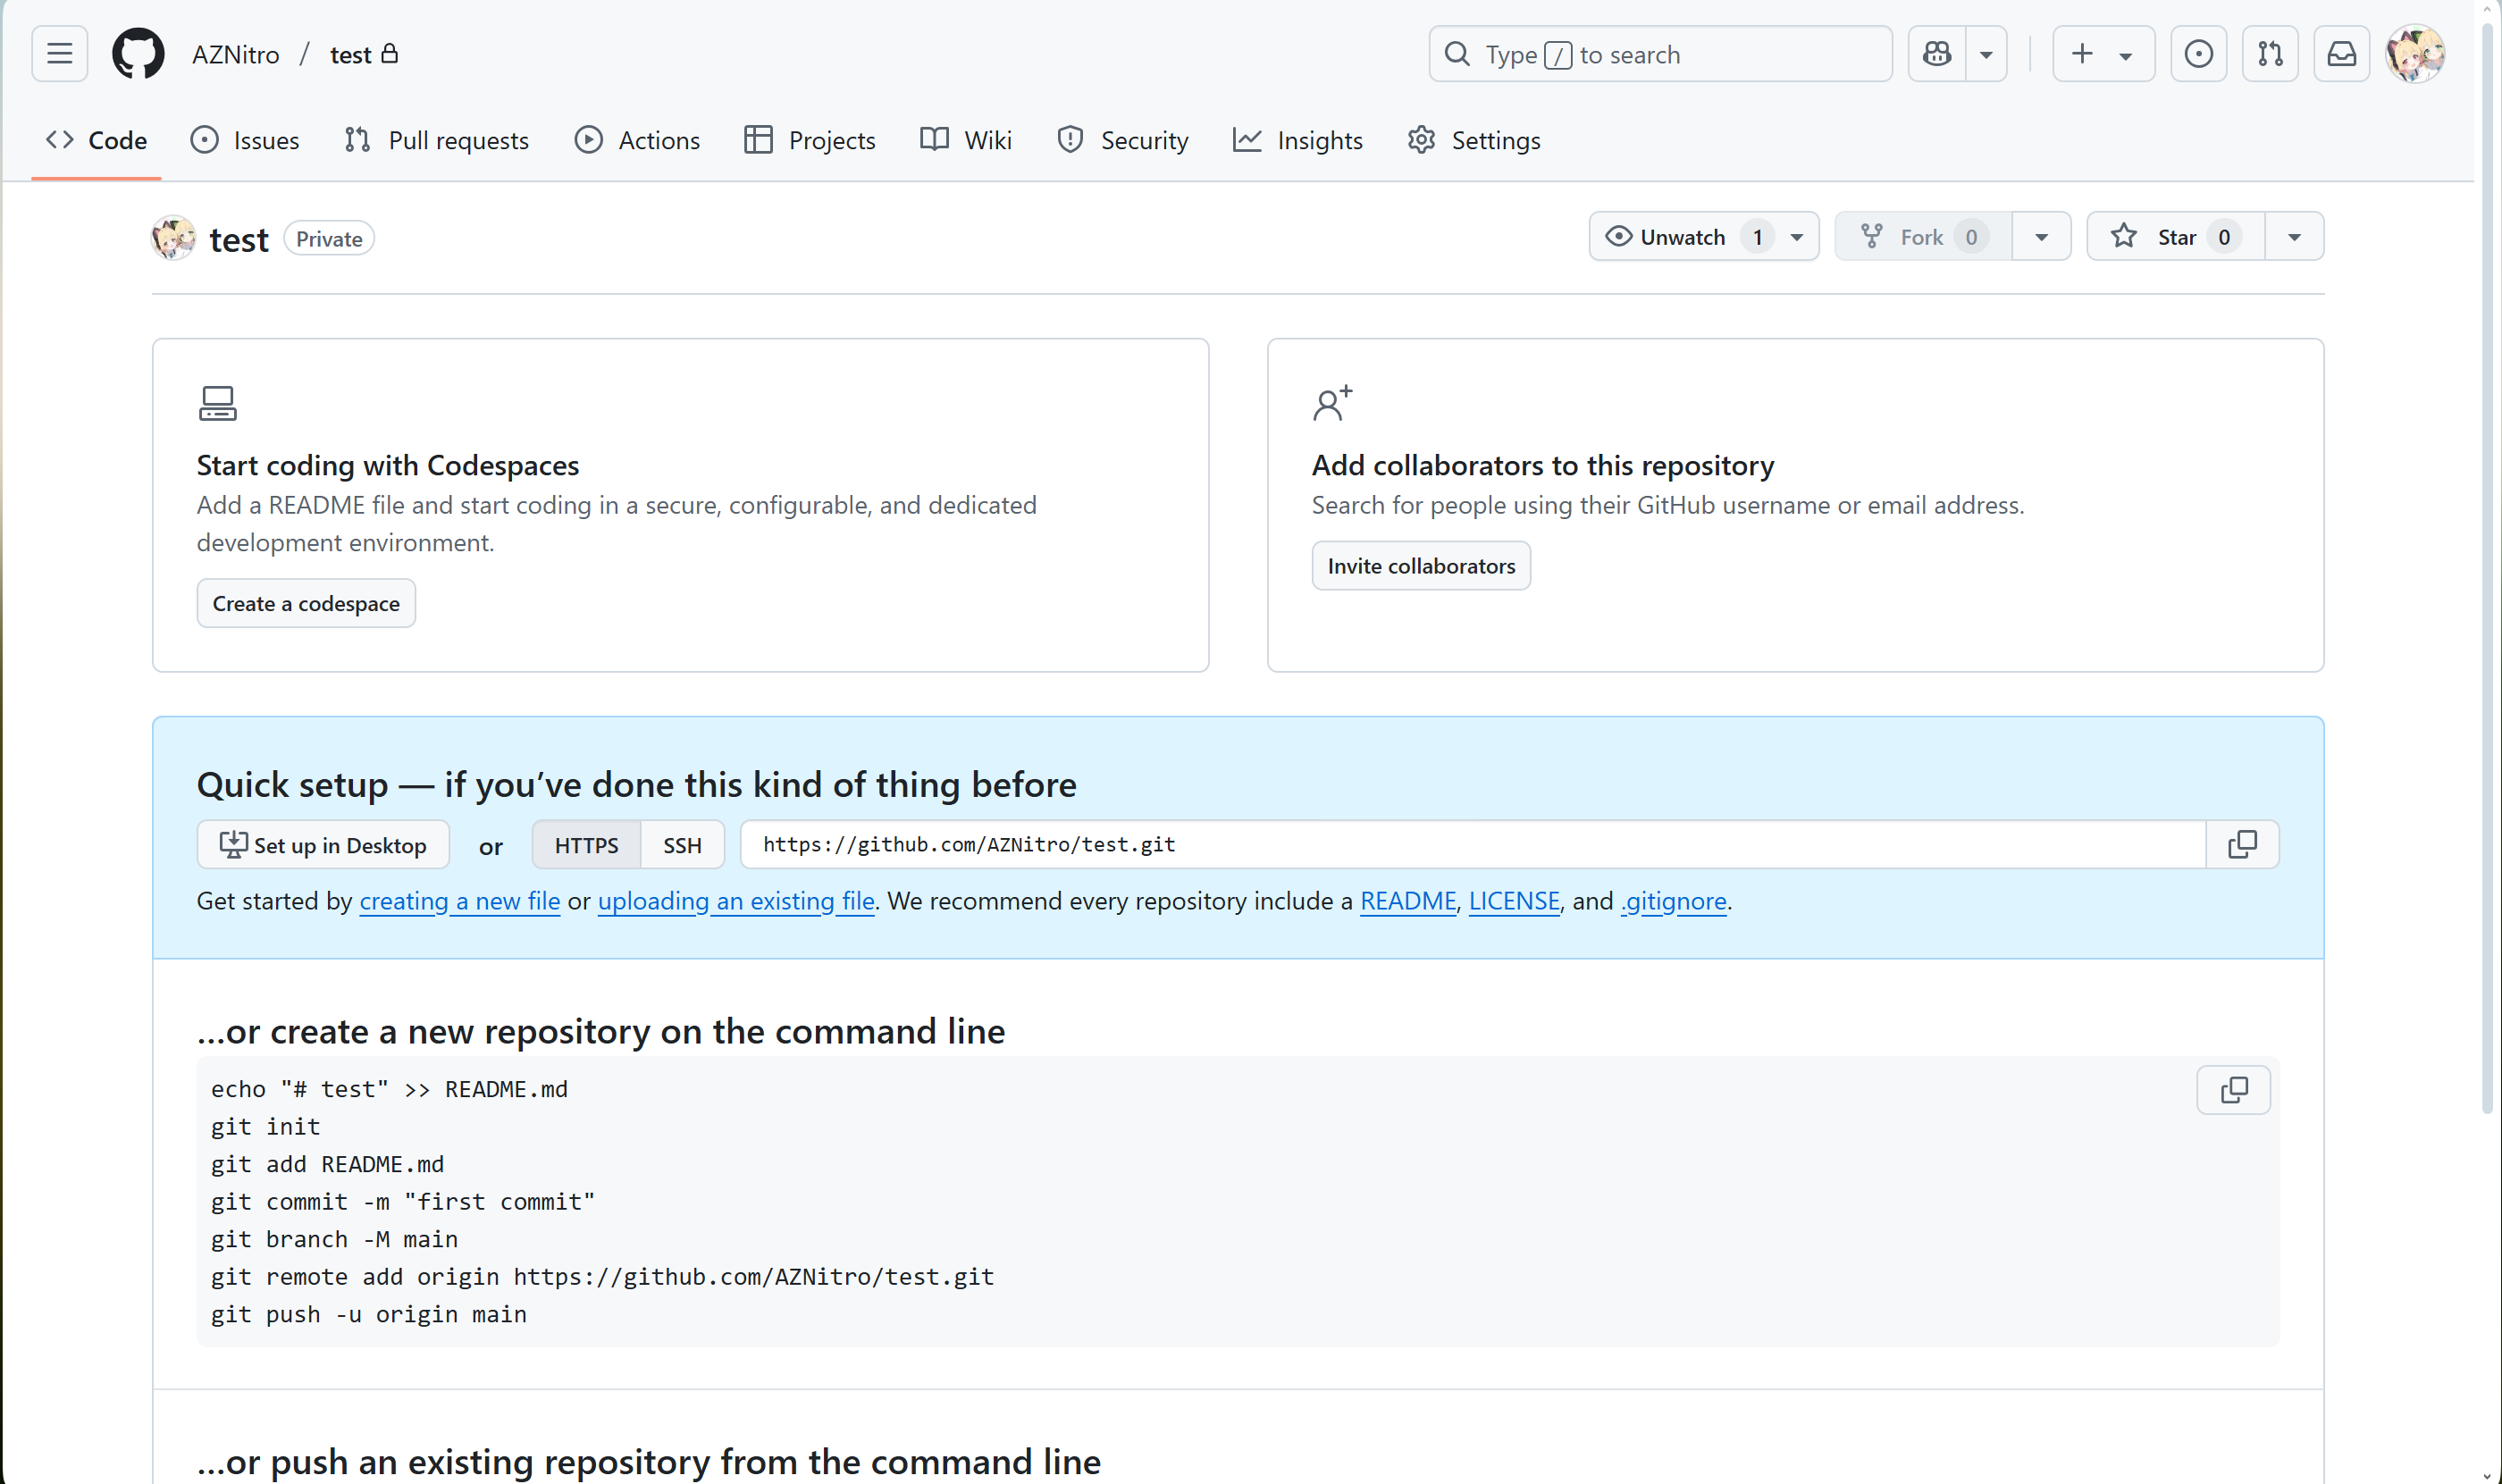 AZNitro / test
Type / to search
Code Issues Pull requests Actions Projects Wiki Security Insights Settings
test Private
Unwatch 1 Fork 0 Star 0
Start coding with Codespaces
Add a README file and start coding in a secure, configurable, and dedicated
development environment.
Create a codespace
Add collaborators to this repository
Search for people using their GitHub username or email address.
Invite collaborators
Quick setup — if you’ve done this kind of thing before
Set up in Desktop or HTTPS SSH https://github.com/AZNitro/test.git
Get started by creating a new file or uploading an existing file. We recommend every repository include a README, LICENSE, and .gitignore.
…or create a new repository on the command line
echo "# test" >> README.md
git init
git add README.md
git commit -m "first commit"
git branch -M main
git remote add origin https://github.com/AZNitro/test.git
git push -u origin main
…or push an existing repository from the command line